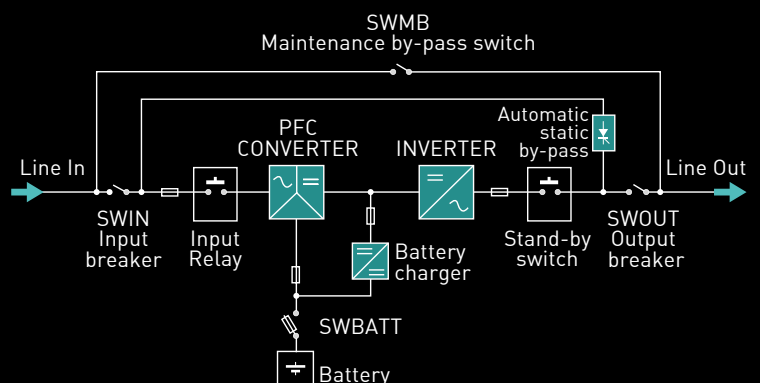 SWMB
Maintenance by-pass switch
Automatic
static
by-pass
PFC
CONVERTER
INVERTER
Line In
Line Out
SWIN
Input
breaker
Input
Relay
Battery
charger
Stand-by
switch
SWOUT
Output
breaker
SWBATT
Battery